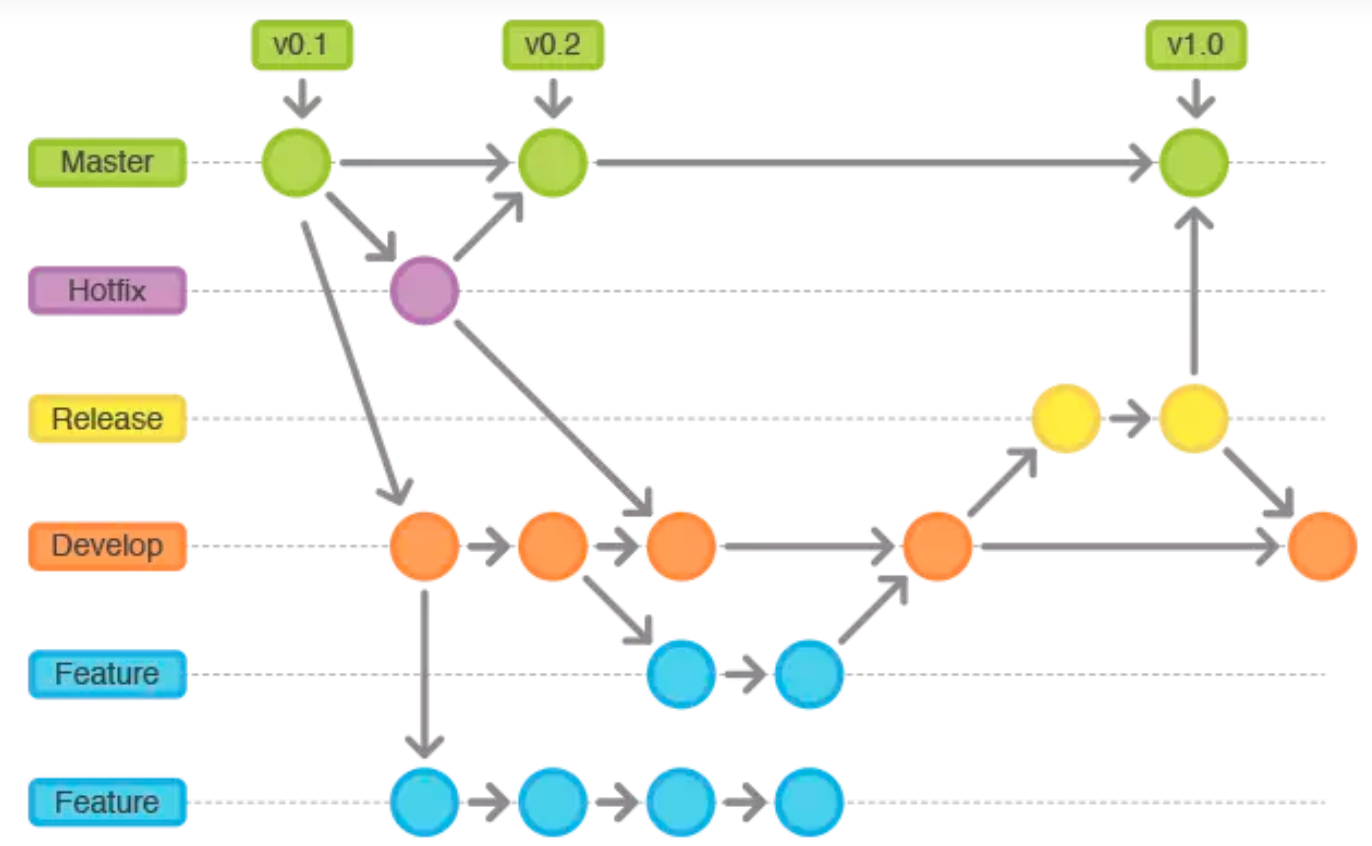 v0.1
v0.2
v1.0
Master
Hotfix
Release
Develop
Feature
Feature